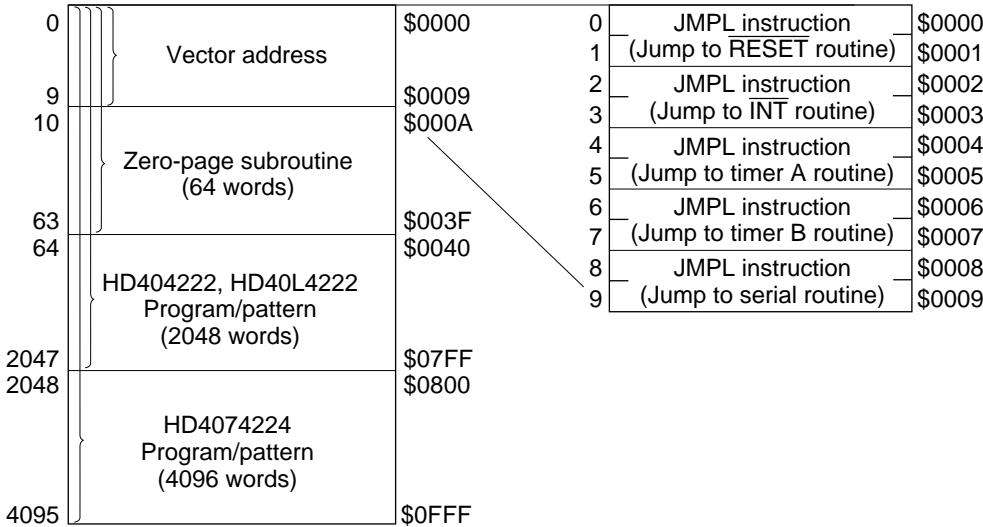 0
Vector address
9
10
Zero-page subroutine
(64 words)
63
64
HD404222, HD40L4222
Program/pattern
(2048 words)
2047
2048
HD4074224
Program/pattern
(4096 words)
4095
$0000
$0009
$000A
$003F
$0040
$07FF
$0800
$0FFF
0 JMPL instruction $0000
1 (Jump to RESET routine) $0001
2 JMPL instruction $0002
3 (Jump to INT routine) $0003
4 JMPL instruction $0004
5 (Jump to timer A routine) $0005
6 JMPL instruction $0006
7 (Jump to timer B routine) $0007
8 JMPL instruction $0008
9 (Jump to serial routine) $0009